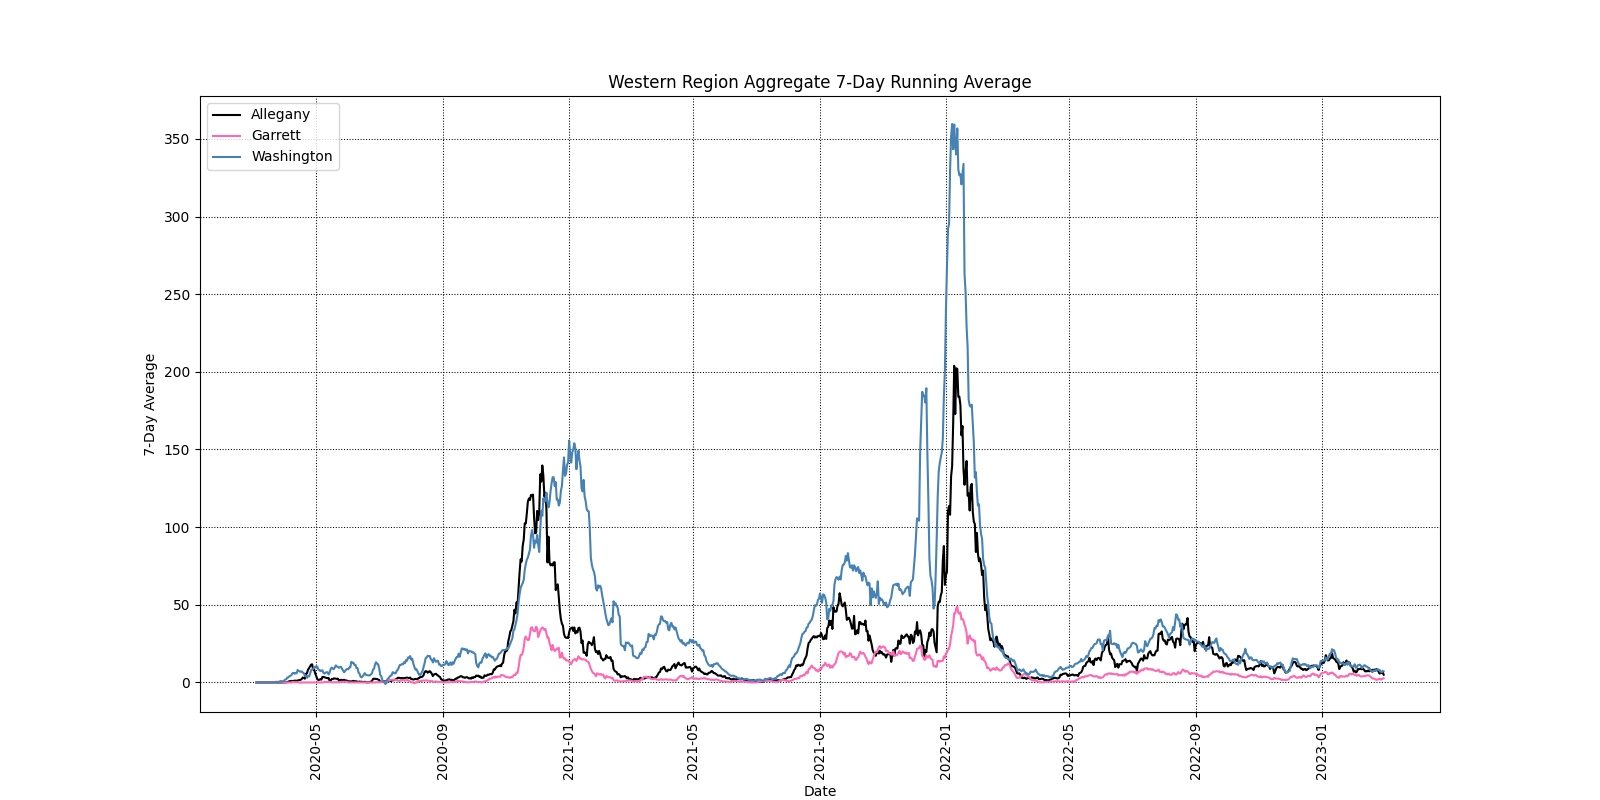 Western Region Aggregate 7-Day Running Average
Allegany
Garrett
Washington
350
300
250
200
150
100
50
0
7-Day Average
2020-05
2020-09
2021-01
2021-05
2021-09
2022-01
2022-05
2022-09
2023-01
Date